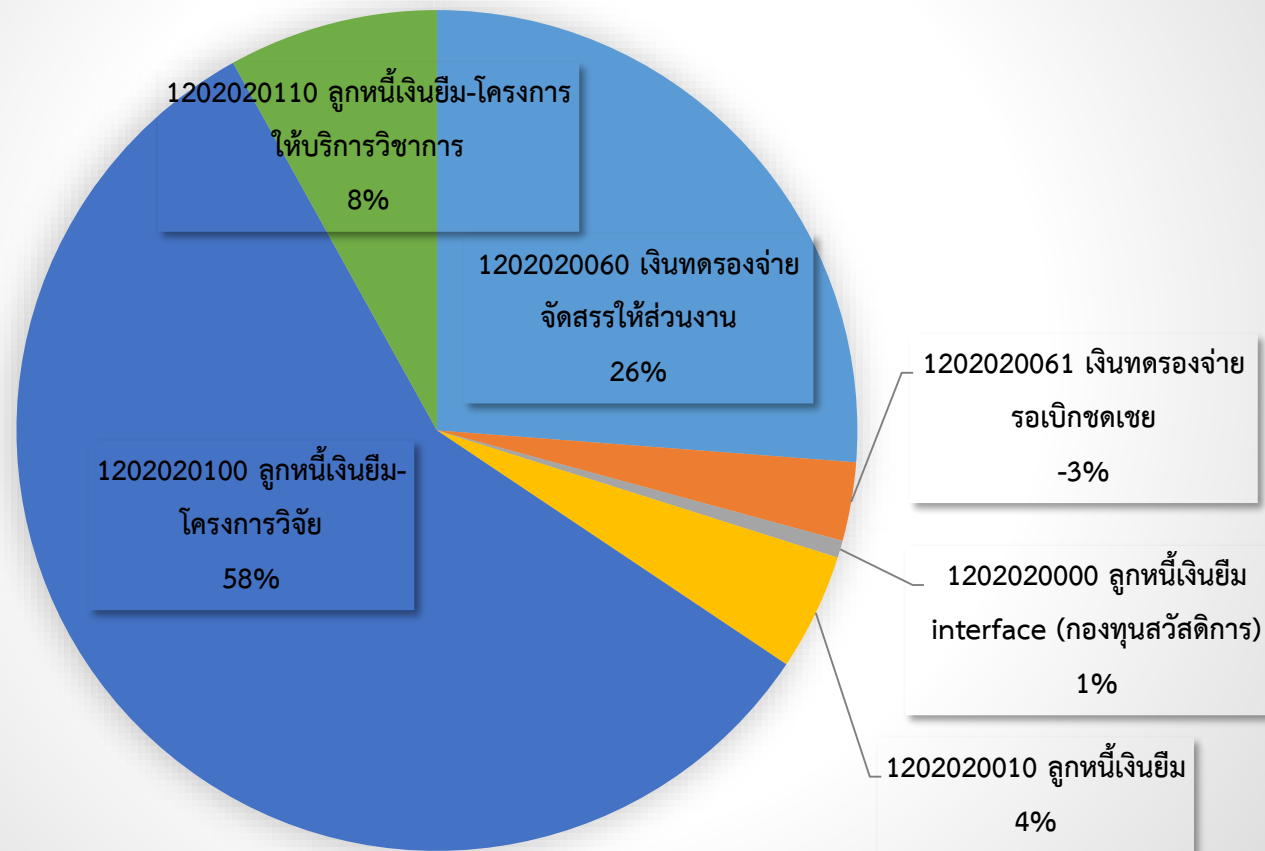 1202020110 ลูกหนี้เงินยืม-โครงการ
ให้บริการวิชาการ
8%
1202020060 เงินทดรองจ่าย
จัดสรรให้ส่วนงาน
26%
1202020061 เงินทดรองจ่าย
รอเบิกชดเชย
-3%
1202020100 ลูกหนี้เงินยืม-
โครงการวิจัย
58%
1202020000 ลูกหนี้เงินยืม
interface (กองทุนสวัสดิการ)
1%
1202020010 ลูกหนี้เงินยืม
4%